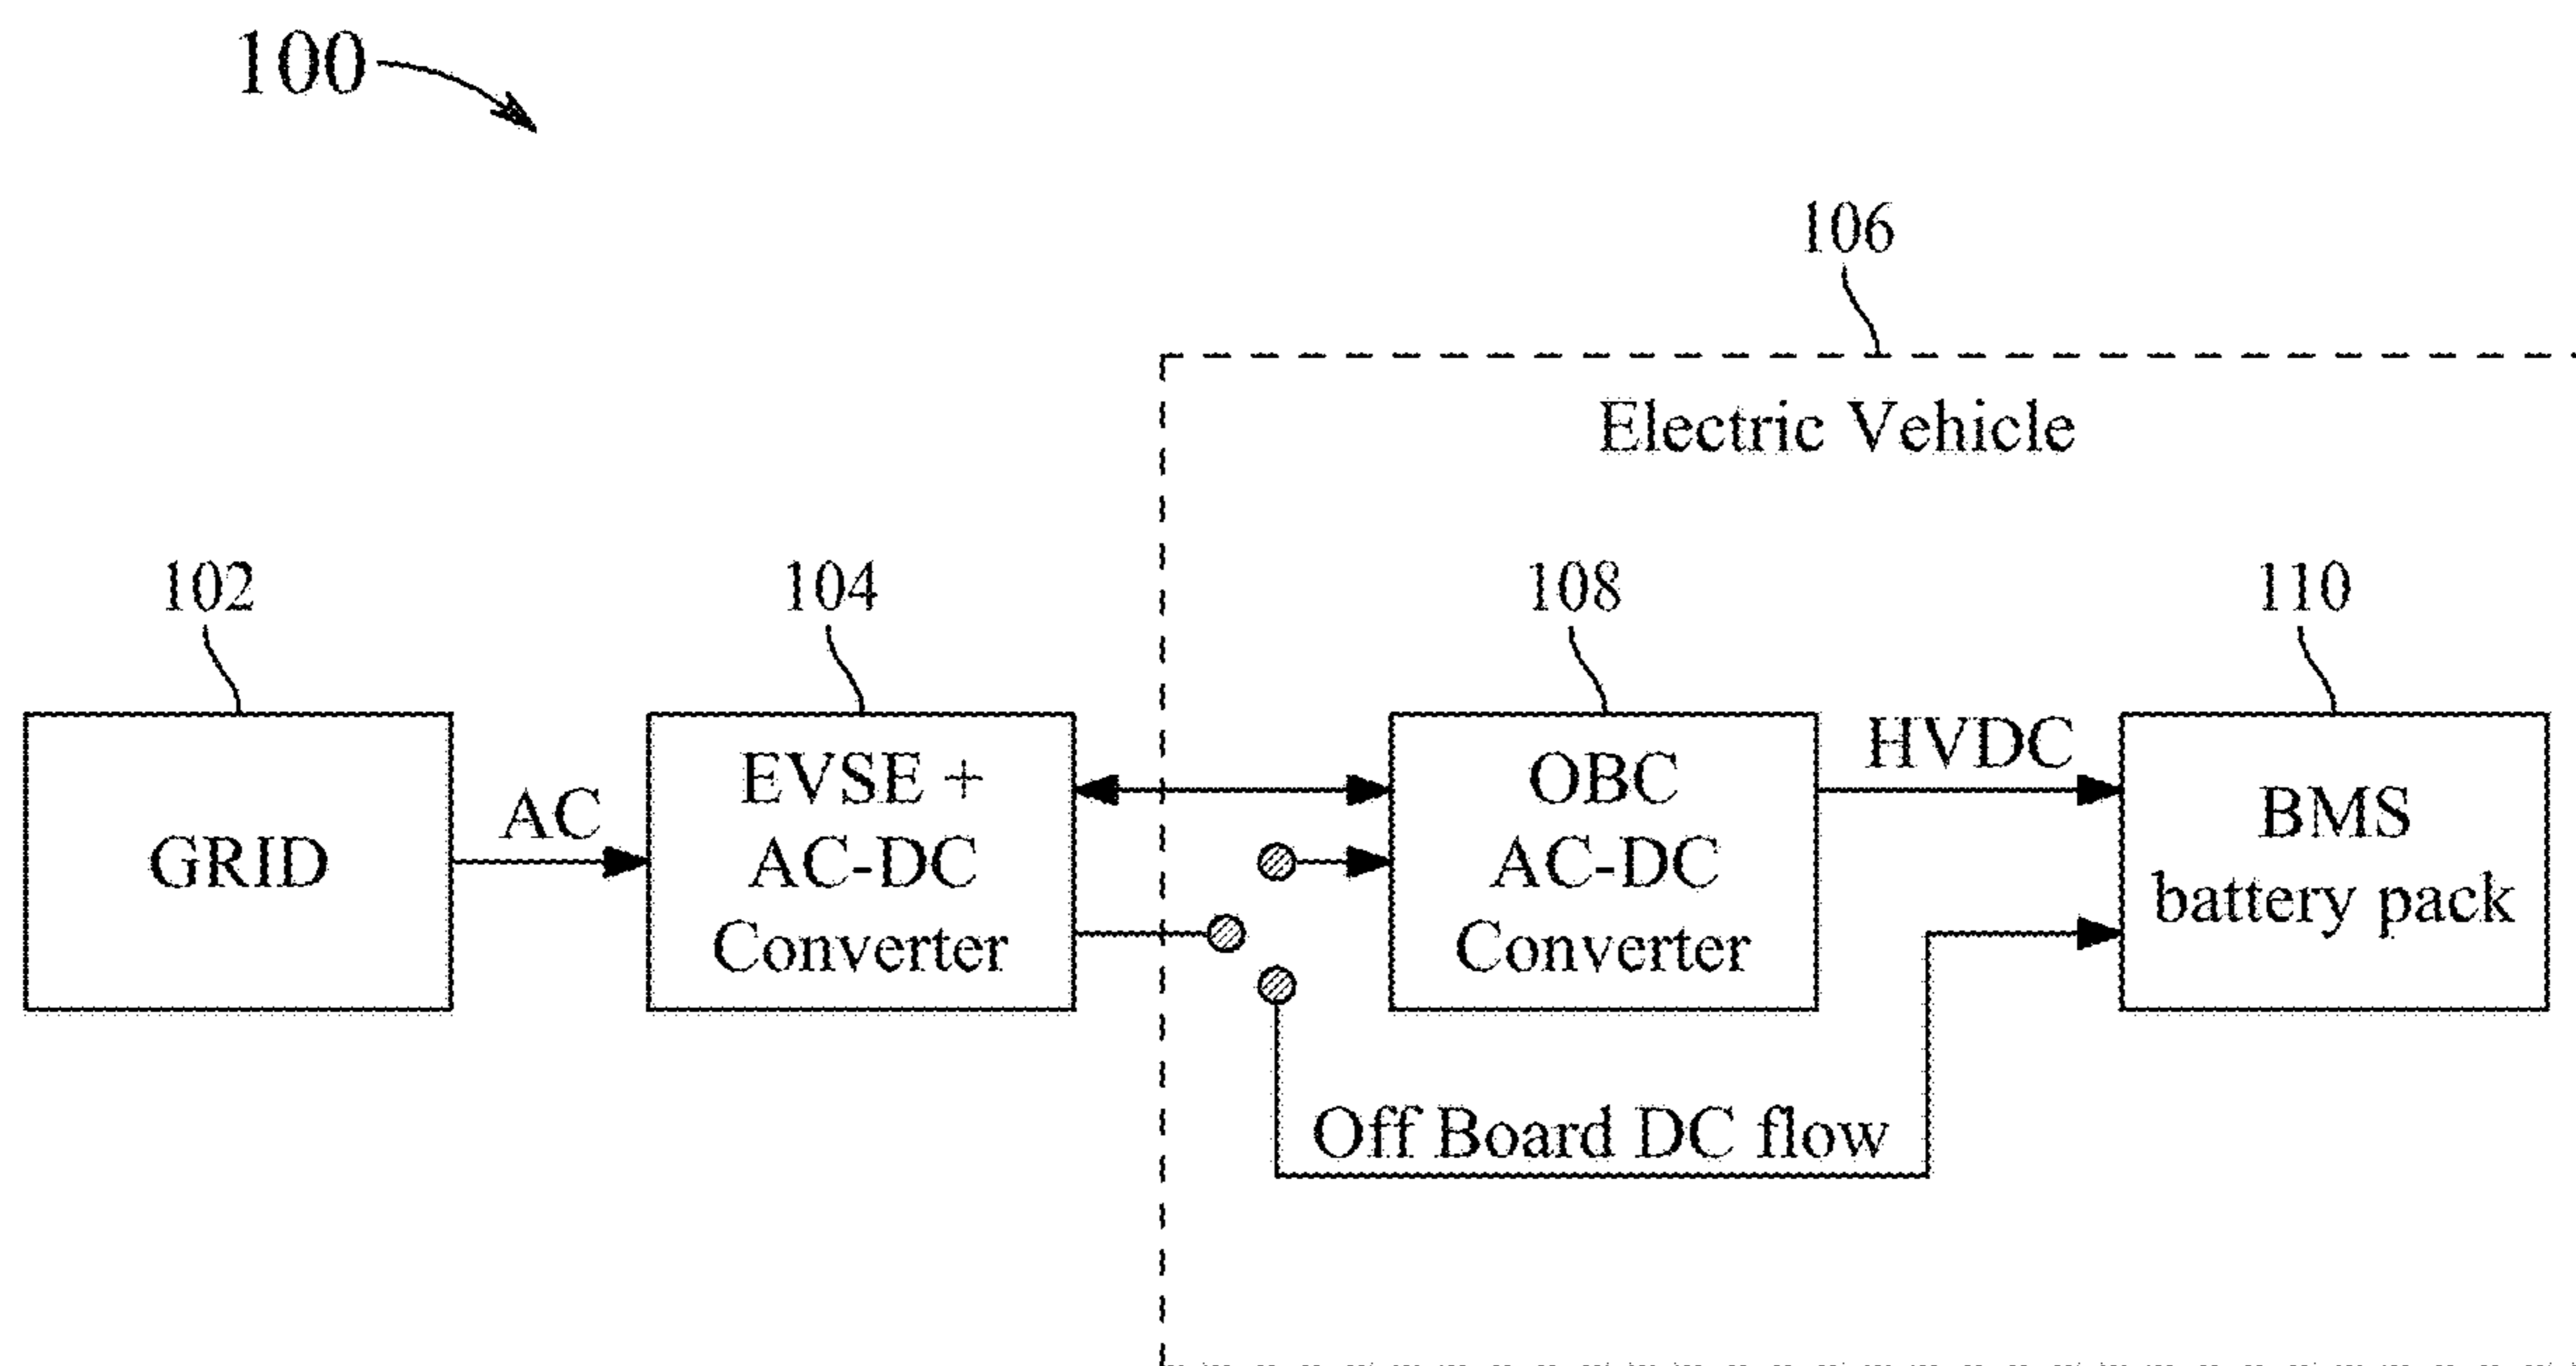 100
106
Electric Vehicle
102
104
108
110
GRID
AC
EVSE +
AC-DC
Converter
OBC
AC-DC
Converter
HVDC
BMS
battery pack
Off Board DC flow